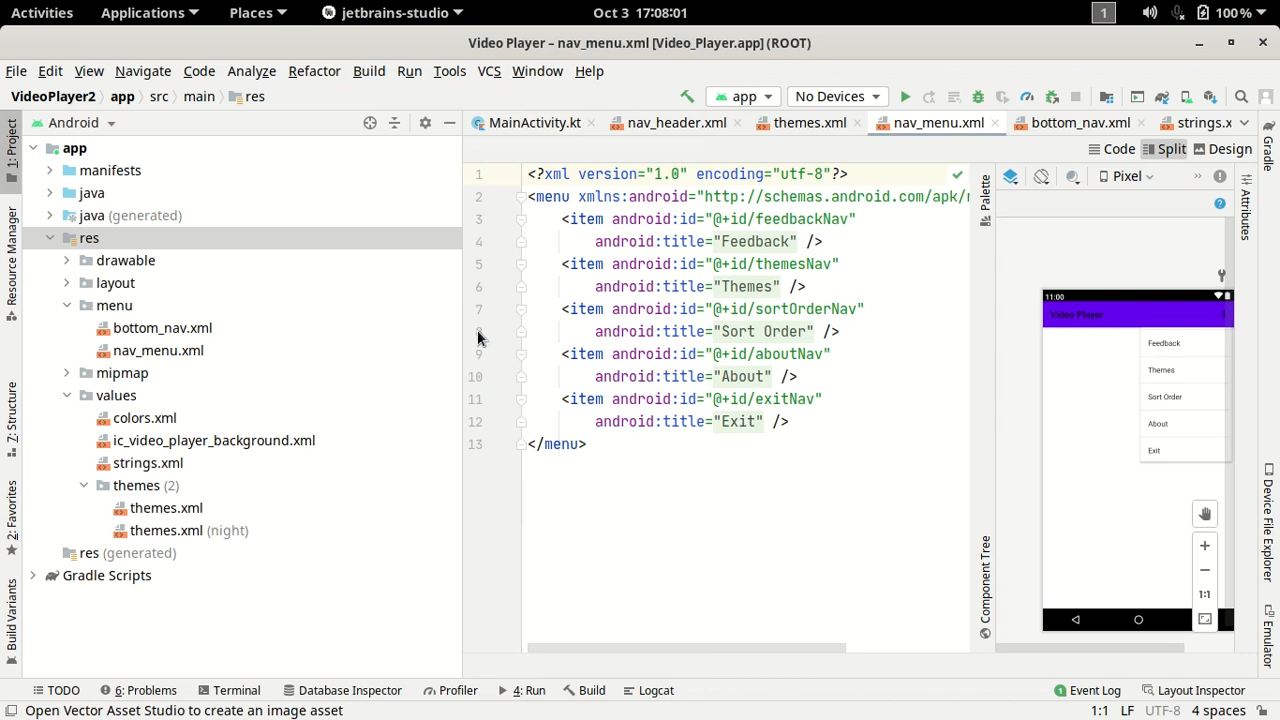 Activities Applications Places jetbrains-studio Oct 3 17:08:01 1 100%
Video Player – nav_menu.xml [Video_Player.app] (ROOT)
File Edit View Navigate Code Analyze Refactor Build Run Tools VCS Window Help
VideoPlayer2 app src main res app No Devices
1: Project
Resource Manager
Z: Structure
2: Favorites
Build Variants
Android
app
manifests
java
java (generated)
res
drawable
layout
menu
bottom_nav.xml
nav_menu.xml
mipmap
values
colors.xml
ic_video_player_background.xml
strings.xml
themes (2)
themes.xml
themes.xml (night)
res (generated)
Gradle Scripts
MainActivity.kt nav_header.xml themes.xml nav_menu.xml bottom_nav.xml strings.x
Code Split Design
1 <?xml version="1.0" encoding="utf-8"?>
2 <menu xmlns:android="http://schemas.android.com/apk/r
3 <item android:id="@+id/feedbackNav"
4 android:title="Feedback" />
5 <item android:id="@+id/themesNav"
6 android:title="Themes" />
7 <item android:id="@+id/sortOrderNav"
8 android:title="Sort Order" />
9 <item android:id="@+id/aboutNav"
10 android:title="About" />
11 <item android:id="@+id/exitNav"
12 android:title="Exit" />
13 </menu>
Palette
Component Tree
Pixel
11:00
Video Player
Feedback
Themes
Sort Order
About
Exit
1:1
Gradle
Attributes
Device File Explorer
Emulator
TODO 6: Problems Terminal Database Inspector Profiler 4: Run Build Logcat 1 Event Log Layout Inspector
Open Vector Asset Studio to create an image asset 1:1 LF UTF-8 4 spaces